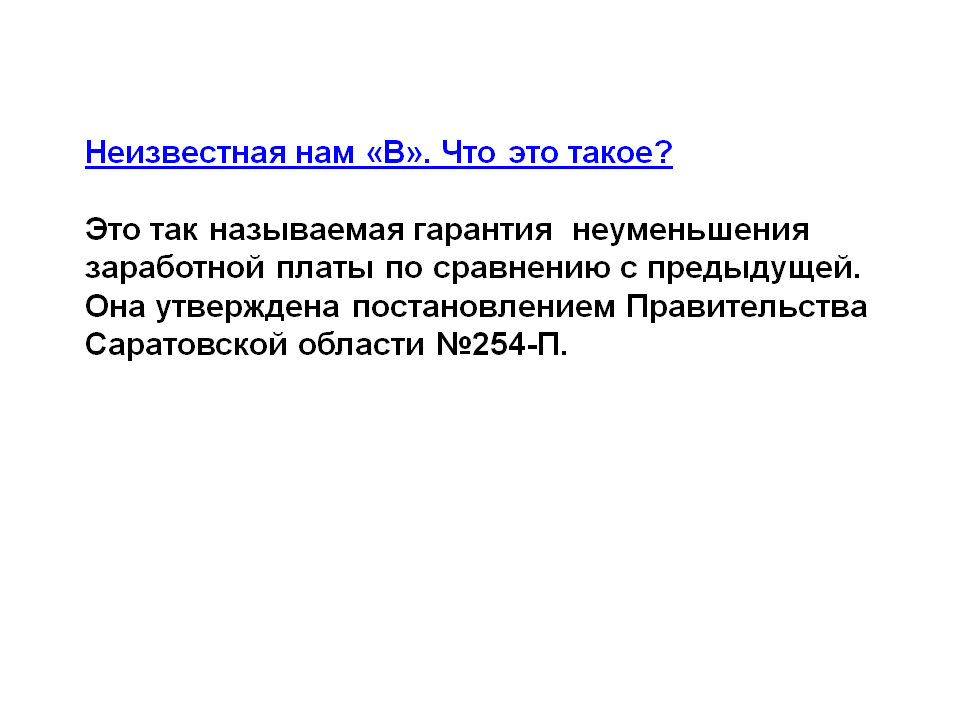 Неизвестная нам «В». Что это такое?
Это так называемая гарантия  неуменьшения
заработной платы по сравнению с предыдущей.
Она утверждена постановлением Правительства
Саратовской области №254-П.